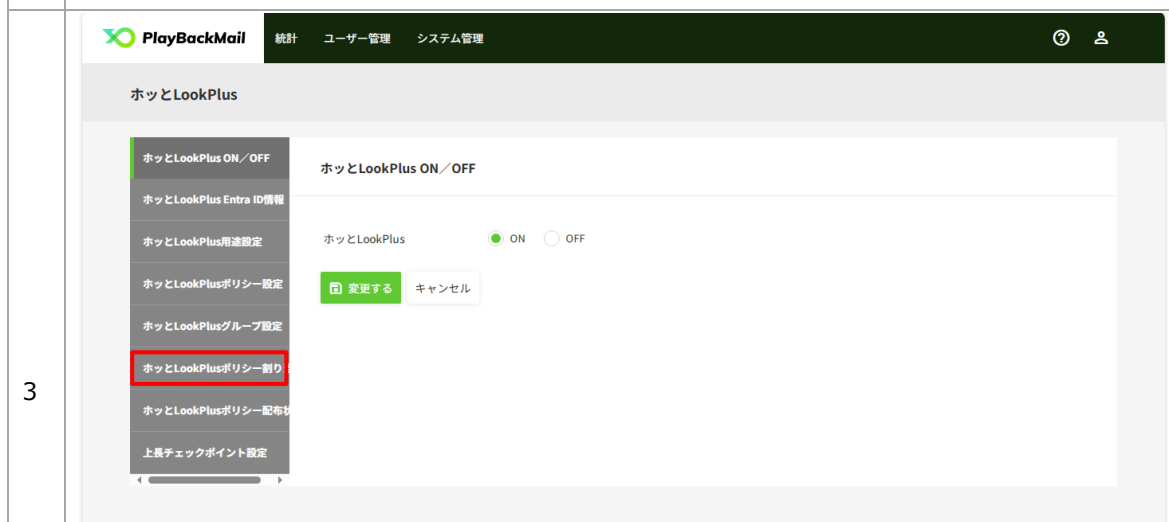 PlayBackMail 統計 ユーザー管理 システム管理
ホッとLookPlus
ホッとLookPlus ON／OFF
ホッとLookPlus Entra ID情報
ホッとLookPlus用途設定
ホッとLookPlusポリシー設定
ホッとLookPlusグループ設定
ホッとLookPlusポリシー割り
ホッとLookPlusポリシー配布状
上長チェックポイント設定
ホッとLookPlus ON／OFF
ホッとLookPlus ON OFF
変更する キャンセル
3